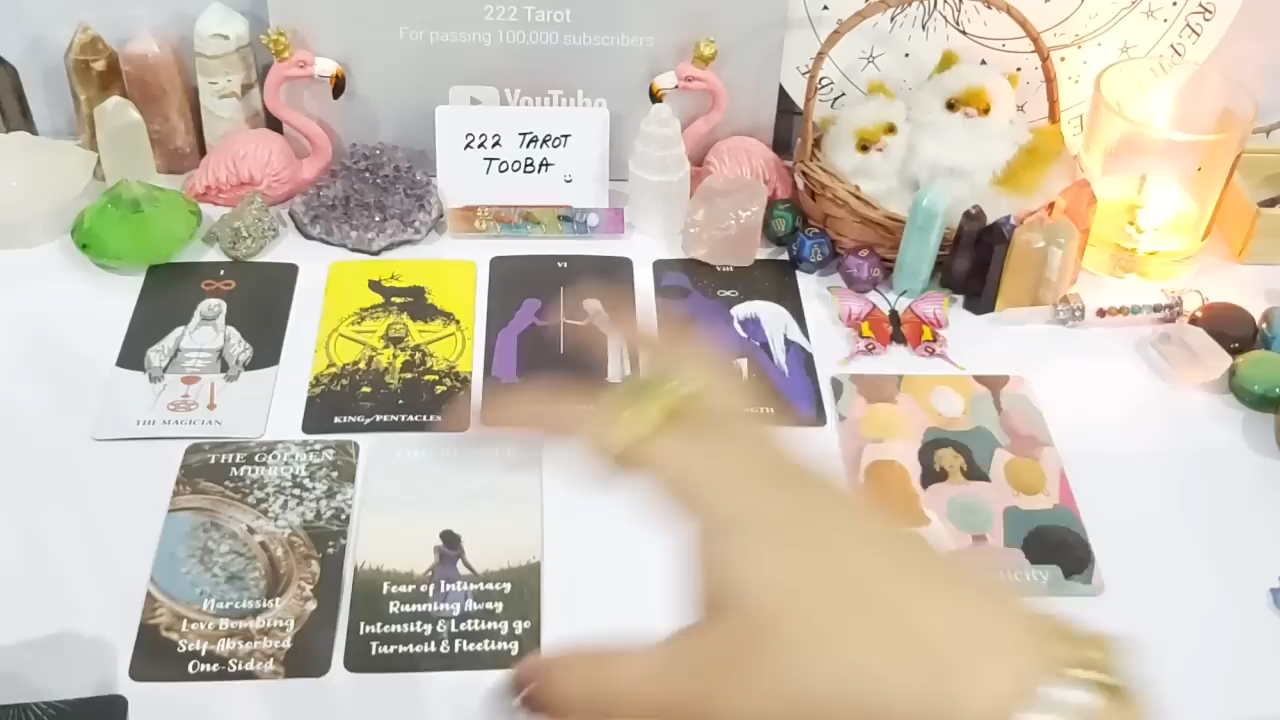 222 Tarot
For passing 100,000 subscribers
YouTube
222 TAROT
TOOBA
I
THE MAGICIAN
KING of PENTACLES
VI
VIII
THE GOLDEN
MIRROR
Narcissist
Love Bombing
Self-Absorbed
One-Sided
Fear of Intimacy
Running Away
Intensity & Letting go
Turmoil & Fleeting